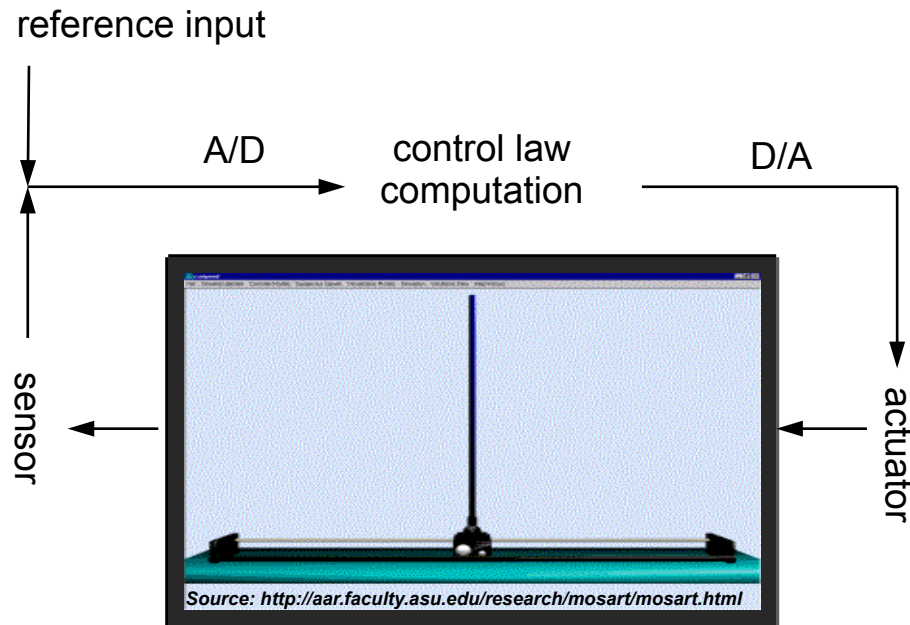 reference input
A/D
control law
computation
D/A
sensor
actuator
Source: http://aar.faculty.asu.edu/research/mosart/mosart.html